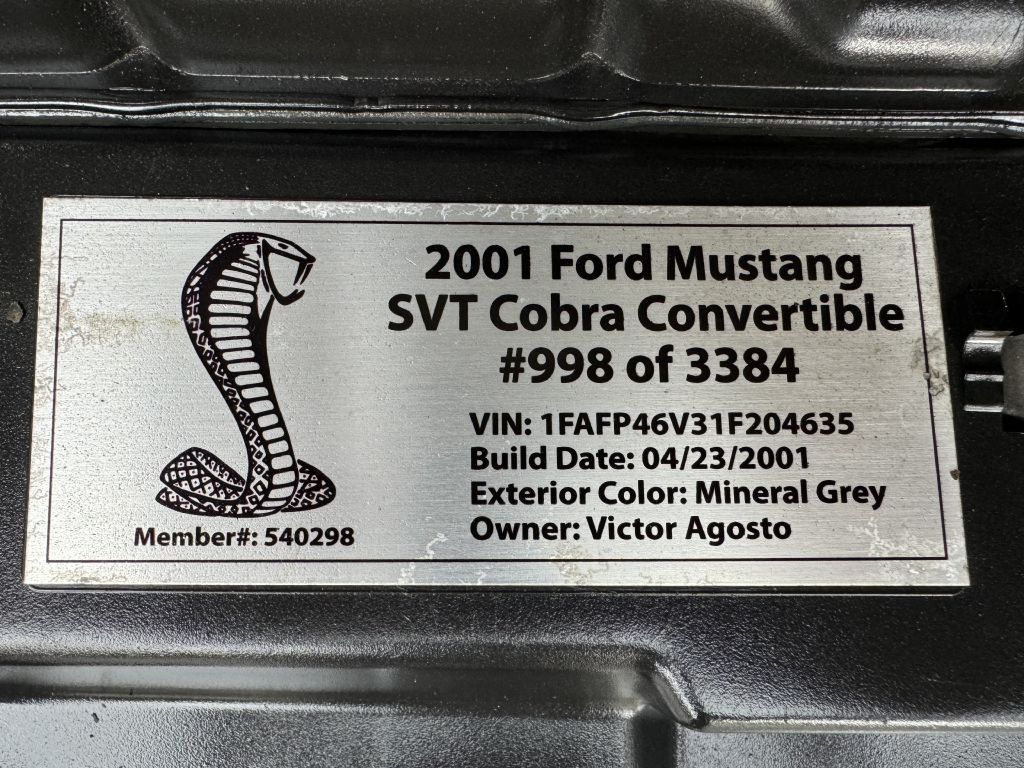 2001 Ford Mustang
SVT Cobra Convertible
#998 of 3384
VIN: 1FAFP46V31F204635
Build Date: 04/23/2001
Exterior Color: Mineral Grey
Owner: Victor Agosto
Member#: 540298